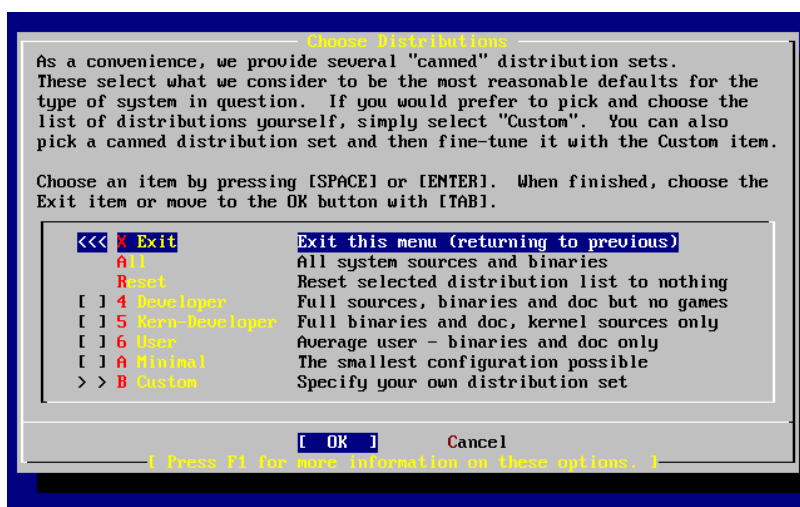 Choose Distributions
As a convenience, we provide several "canned" distribution sets.
These select what we consider to be the most reasonable defaults for the
type of system in question.  If you would prefer to pick and choose the
list of distributions yourself, simply select "Custom".  You can also
pick a canned distribution set and then fine-tune it with the Custom item.
Choose an item by pressing [SPACE] or [ENTER].  When finished, choose the
Exit item or move to the OK button with [TAB].
<<< X Exit Exit this menu (returning to previous)
All All system sources and binaries
Reset Reset selected distribution list to nothing
[ ] 4 Developer Full sources, binaries and doc but no games
[ ] 5 Kern-Developer Full binaries and doc, kernel sources only
[ ] 6 User Average user - binaries and doc only
[ ] A Minimal The smallest configuration possible
> > B Custom Specify your own distribution set
[ OK ] Cancel
[ Press F1 for more information on these options. ]